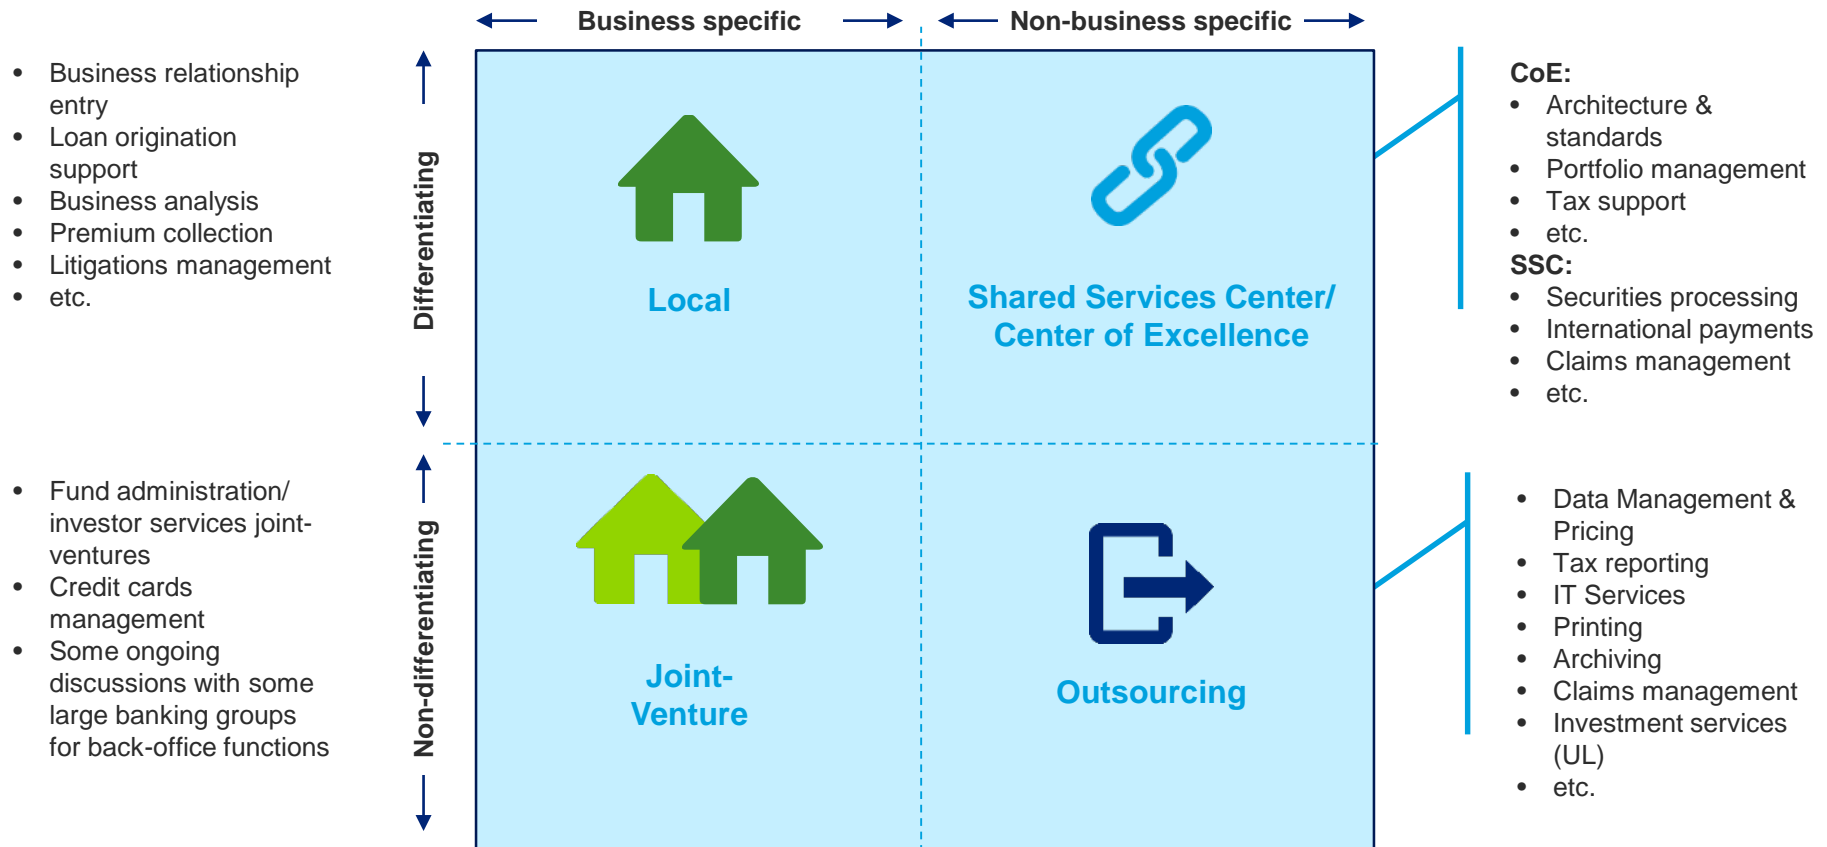 Business specific
Non-business specific
• Business relationship
entry
• Loan origination
support
• Business analysis
• Premium collection
• Litigations management
• etc.
Differentiating
Local
Shared Services Center/
Center of Excellence
CoE:
• Architecture &
standards
• Portfolio management
• Tax support
• etc.
SSC:
• Securities processing
• International payments
• Claims management
• etc.
• Fund administration/
investor services joint-
ventures
• Credit cards
management
• Some ongoing
discussions with some
large banking groups
for back-office functions
Non-differentiating
Joint-
Venture
Outsourcing
• Data Management &
Pricing
• Tax reporting
• IT Services
• Printing
• Archiving
• Claims management
• Investment services
(UL)
• etc.